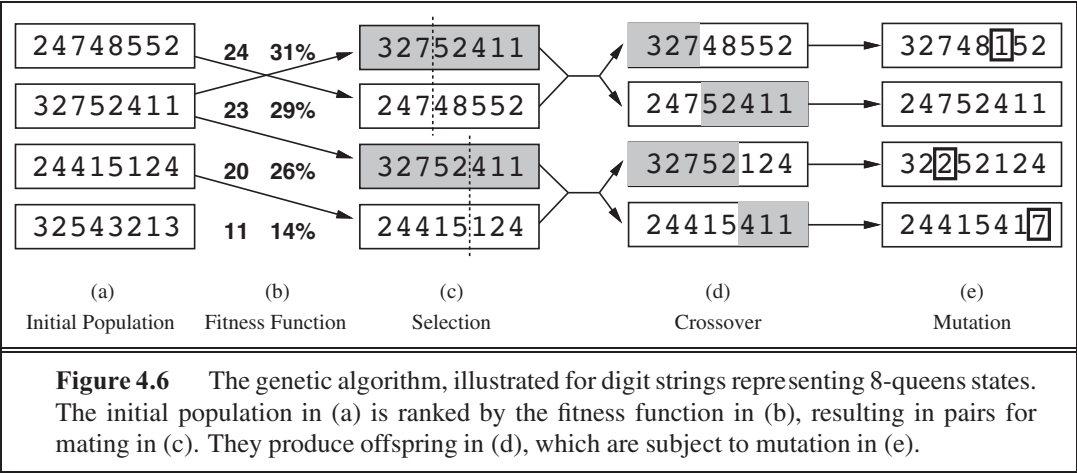 24748552 24 31% 32752411 32748552 32748152
32752411 23 29% 24748552 24752411 24752411
24415124 20 26% 32752411 32752124 32252124
32543213 11 14% 24415124 24415411 24415417
(a) (b) (c) (d) (e)
Initial Population Fitness Function Selection Crossover Mutation
Figure 4.6 The genetic algorithm, illustrated for digit strings representing 8-queens states.
The initial population in (a) is ranked by the fitness function in (b), resulting in pairs for
mating in (c). They produce offspring in (d), which are subject to mutation in (e).